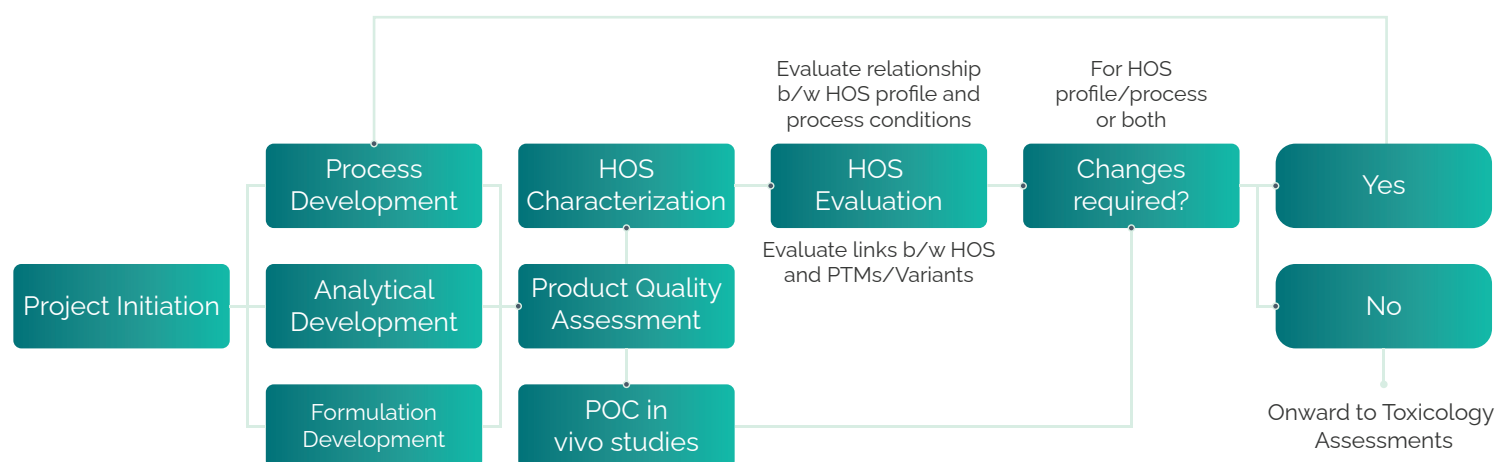 Evaluate relationship
b/w HOS profile and
process conditions
For HOS
profile/process
or both
Process
Development
HOS
Characterization
HOS
Evaluation
Changes
required?
Yes
Evaluate links b/w HOS
and PTMs/Variants
Project Initiation
Analytical
Development
Product Quality
Assessment
No
Formulation
Development
POC in
vivo studies
Onward to Toxicology
Assessments